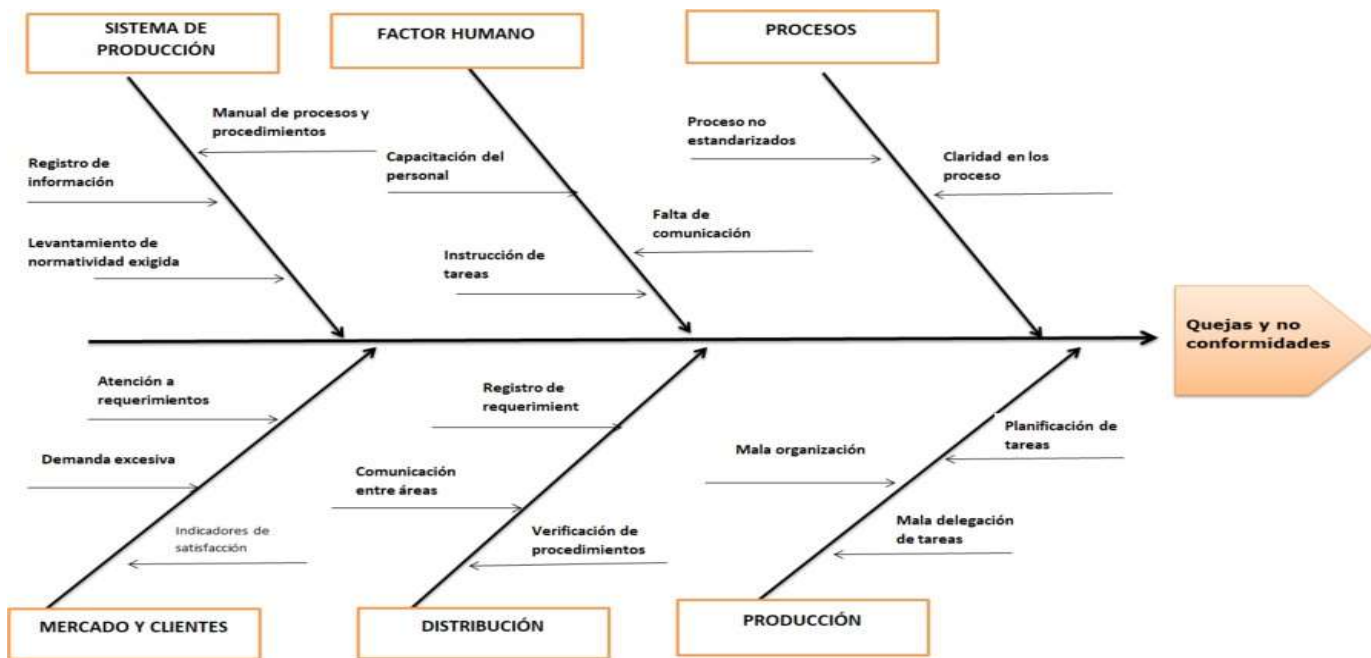 SISTEMA DE
PRODUCCIÓN
FACTOR HUMANO
PROCESOS
Manual de procesos y
procedimientos
Registro de
información
Levantamiento de
normatividad exigida
Capacitación del
personal
Falta de
comunicación
Instrucción de
tareas
Proceso no
estandarizados
Claridad en los
proceso
Quejas y no
conformidades
Atención a
requerimientos
Demanda excesiva
Indicadores de
satisfacción
Registro de
requerimient
Comunicación
entre áreas
Verificación de
procedimientos
Planificación de
tareas
Mala organización
Mala delegación
de tareas
MERCADO Y CLIENTES
DISTRIBUCIÓN
PRODUCCIÓN